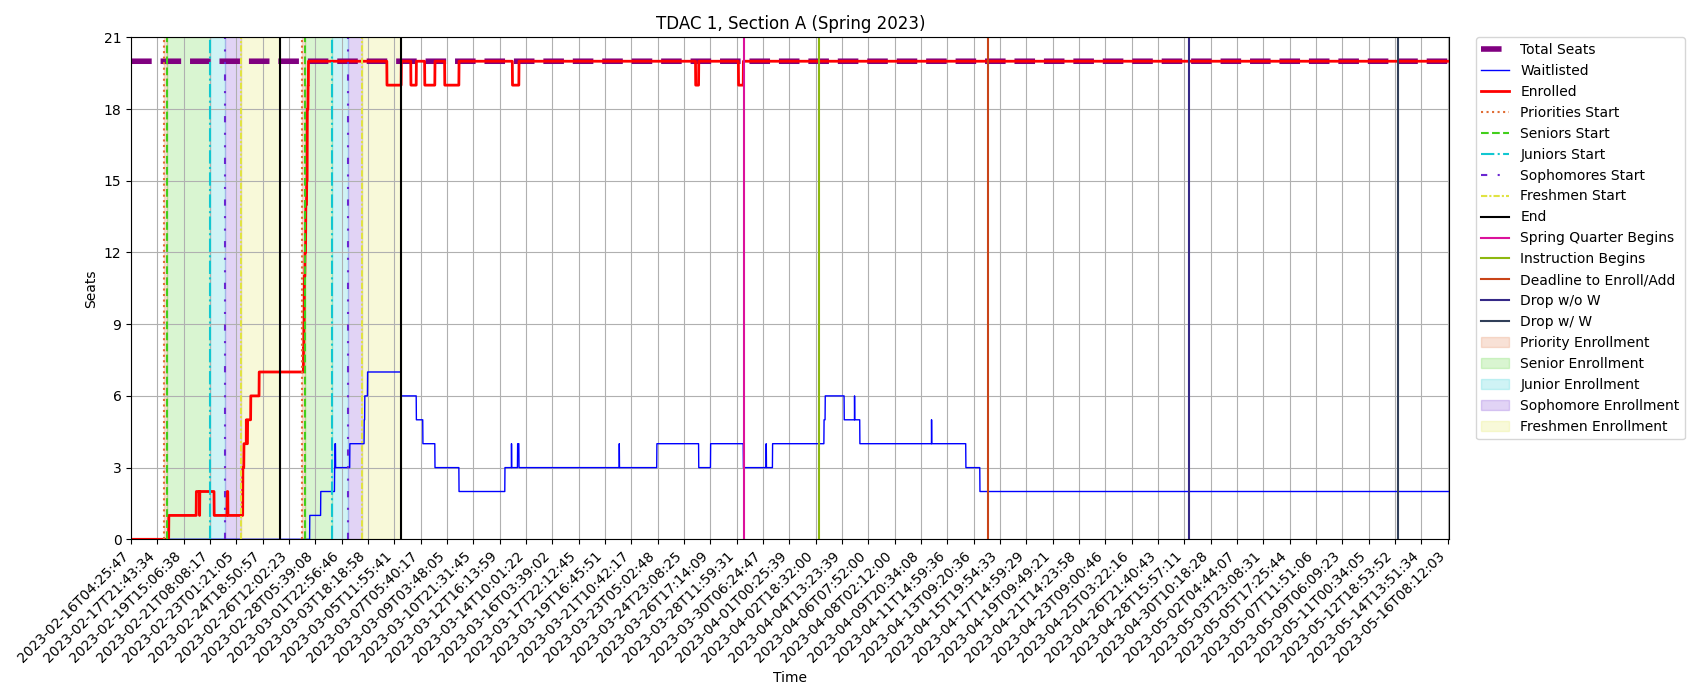 TDAC 1, Section A (Spring 2023)
21
18
15
12
9
6
3
0
Seats
2023-02-16T04:25:47
2023-02-17T21:43:34
2023-02-19T15:06:38
2023-02-21T08:08:17
2023-02-23T01:21:05
2023-02-24T18:50:57
2023-02-26T12:02:23
2023-02-28T05:39:08
2023-03-01T22:56:46
2023-03-03T18:18:58
2023-03-05T11:55:41
2023-03-07T05:40:17
2023-03-09T03:48:05
2023-03-10T21:31:45
2023-03-12T16:13:59
2023-03-14T10:01:22
2023-03-16T03:39:02
2023-03-17T22:12:45
2023-03-19T16:45:51
2023-03-21T10:42:17
2023-03-23T05:02:48
2023-03-24T23:08:25
2023-03-26T17:14:09
2023-03-28T11:59:31
2023-03-30T06:24:47
2023-04-01T00:25:39
2023-04-02T18:32:00
2023-04-04T13:23:39
2023-04-06T07:52:00
2023-04-08T02:12:00
2023-04-09T20:34:08
2023-04-11T14:59:36
2023-04-13T09:20:36
2023-04-15T19:54:33
2023-04-17T14:59:29
2023-04-19T09:49:21
2023-04-21T14:23:58
2023-04-23T09:00:46
2023-04-25T03:22:16
2023-04-26T21:40:43
2023-04-28T15:57:11
2023-04-30T10:18:28
2023-05-02T04:44:07
2023-05-03T23:08:31
2023-05-05T17:25:44
2023-05-07T11:51:06
2023-05-09T06:09:23
2023-05-11T00:34:05
2023-05-12T18:53:52
2023-05-14T13:51:34
2023-05-16T08:12:03
Time
Total Seats
Waitlisted
Enrolled
Priorities Start
Seniors Start
Juniors Start
Sophomores Start
Freshmen Start
End
Spring Quarter Begins
Instruction Begins
Deadline to Enroll/Add
Drop w/o W
Drop w/ W
Priority Enrollment
Senior Enrollment
Junior Enrollment
Sophomore Enrollment
Freshmen Enrollment